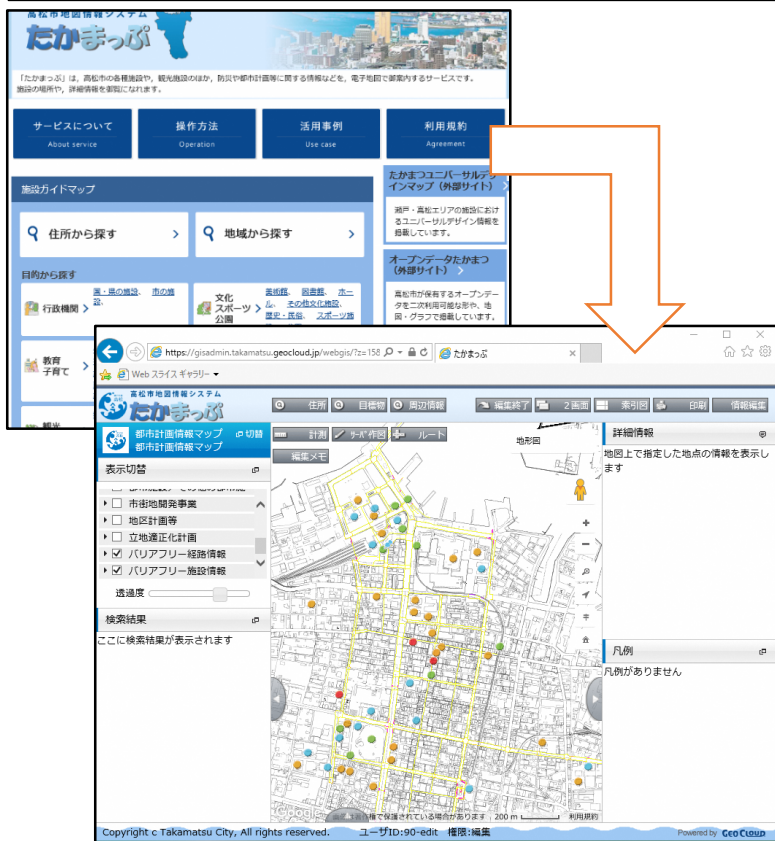 高松市地図情報システム
たかまっぷ
「たかまっぷ」は，高松市の各種施設や，観光施設のほか，防災や都市計画等に関する情報などを，電子地図で御案内するサービスです。
施設の場所や，詳細情報を御覧になれます。
サービスについて
About service
操作方法
Operation
活用事例
Use case
利用規約
Agreement
施設ガイドマップ
住所から探す
地域から探す
目的から探す
行政機関
国・県の施設、 市の施設、
文化
スポーツ
公園
美術館、 図書館、 ホール、 その他文化施設、
歴史・民俗、 スポーツ施
教育
子育て
観光
たかまつユニバーサルデザインマップ（外部サイト）
瀬戸・高松エリアの施設におけるユニバーサルデザイン情報を掲載しています。
オープンデータたかまつ
（外部サイト）
高松市が保有するオープンデータを二次利用可能な形や、地図・グラフで掲載しています。
https://gisadmin.takamatsu.geocloud.jp/webgis/?z=158
たかまっぷ
Web スライス ギャラリー
高松市地図情報システム
たかまっぷ
住所
目標物
周辺情報
編集終了
2画面
索引図
印刷
情報編集
都市計画情報マップ
都市計画情報マップ
切替
計測
ｻｰﾊﾞ作図
ルート
編集メモ
地形図
表示切替
市街地開発事業
地区計画等
立地適正化計画
バリアフリー経路情報
バリアフリー施設情報
透過度
検索結果
ここに検索結果が表示されます
詳細情報
地図上で指定した地点の情報を表示します
凡例
凡例がありません
Google
著作権で保護されている場合があります
200 m
利用規約
Copyright c Takamatsu City, All rights reserved.
ユーザID:90-edit 権限:編集
Powered by GEO CLOUD